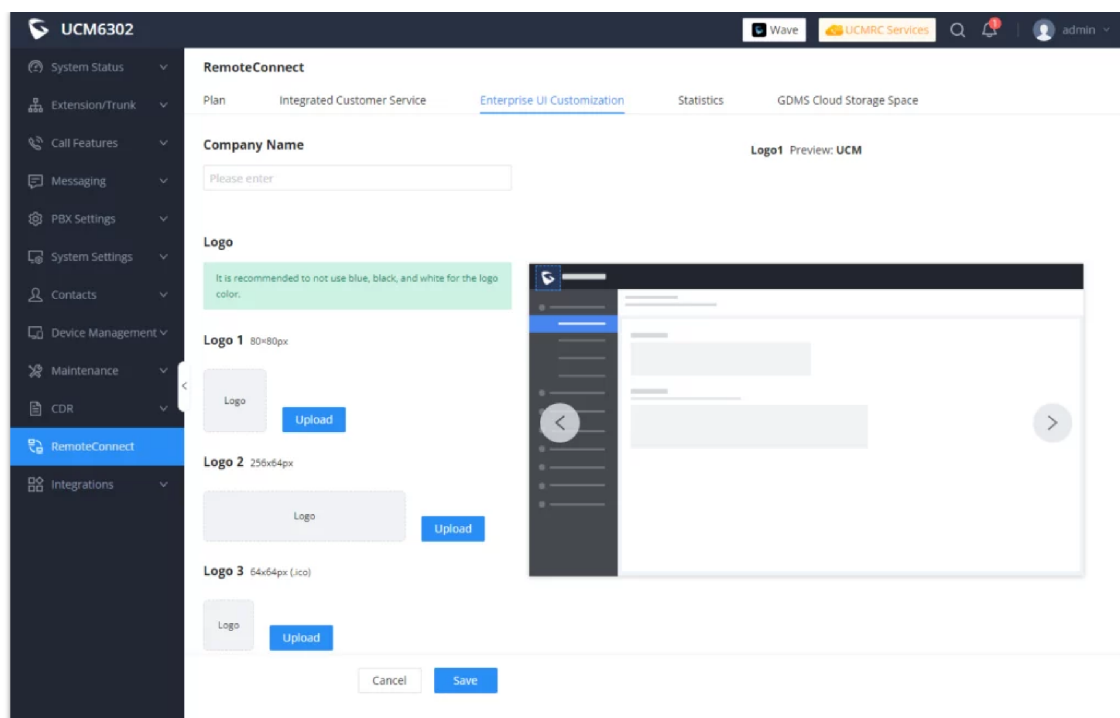 UCM6302
Wave
UCMRC Services
1
admin
System Status
Extension/Trunk
Call Features
Messaging
PBX Settings
System Settings
Contacts
Device Management
Maintenance
CDR
RemoteConnect
Integrations
RemoteConnect
Plan Integrated Customer Service Enterprise UI Customization Statistics GDMS Cloud Storage Space
Company Name
Please enter
Logo
It is recommended to not use blue, black, and white for the logo
color.
Logo 1 80×80px
Logo
Upload
Logo 2 256x64px
Logo
Upload
Logo 3 64x64px (.ico)
Logo
Upload
Cancel Save
Logo1 Preview: UCM